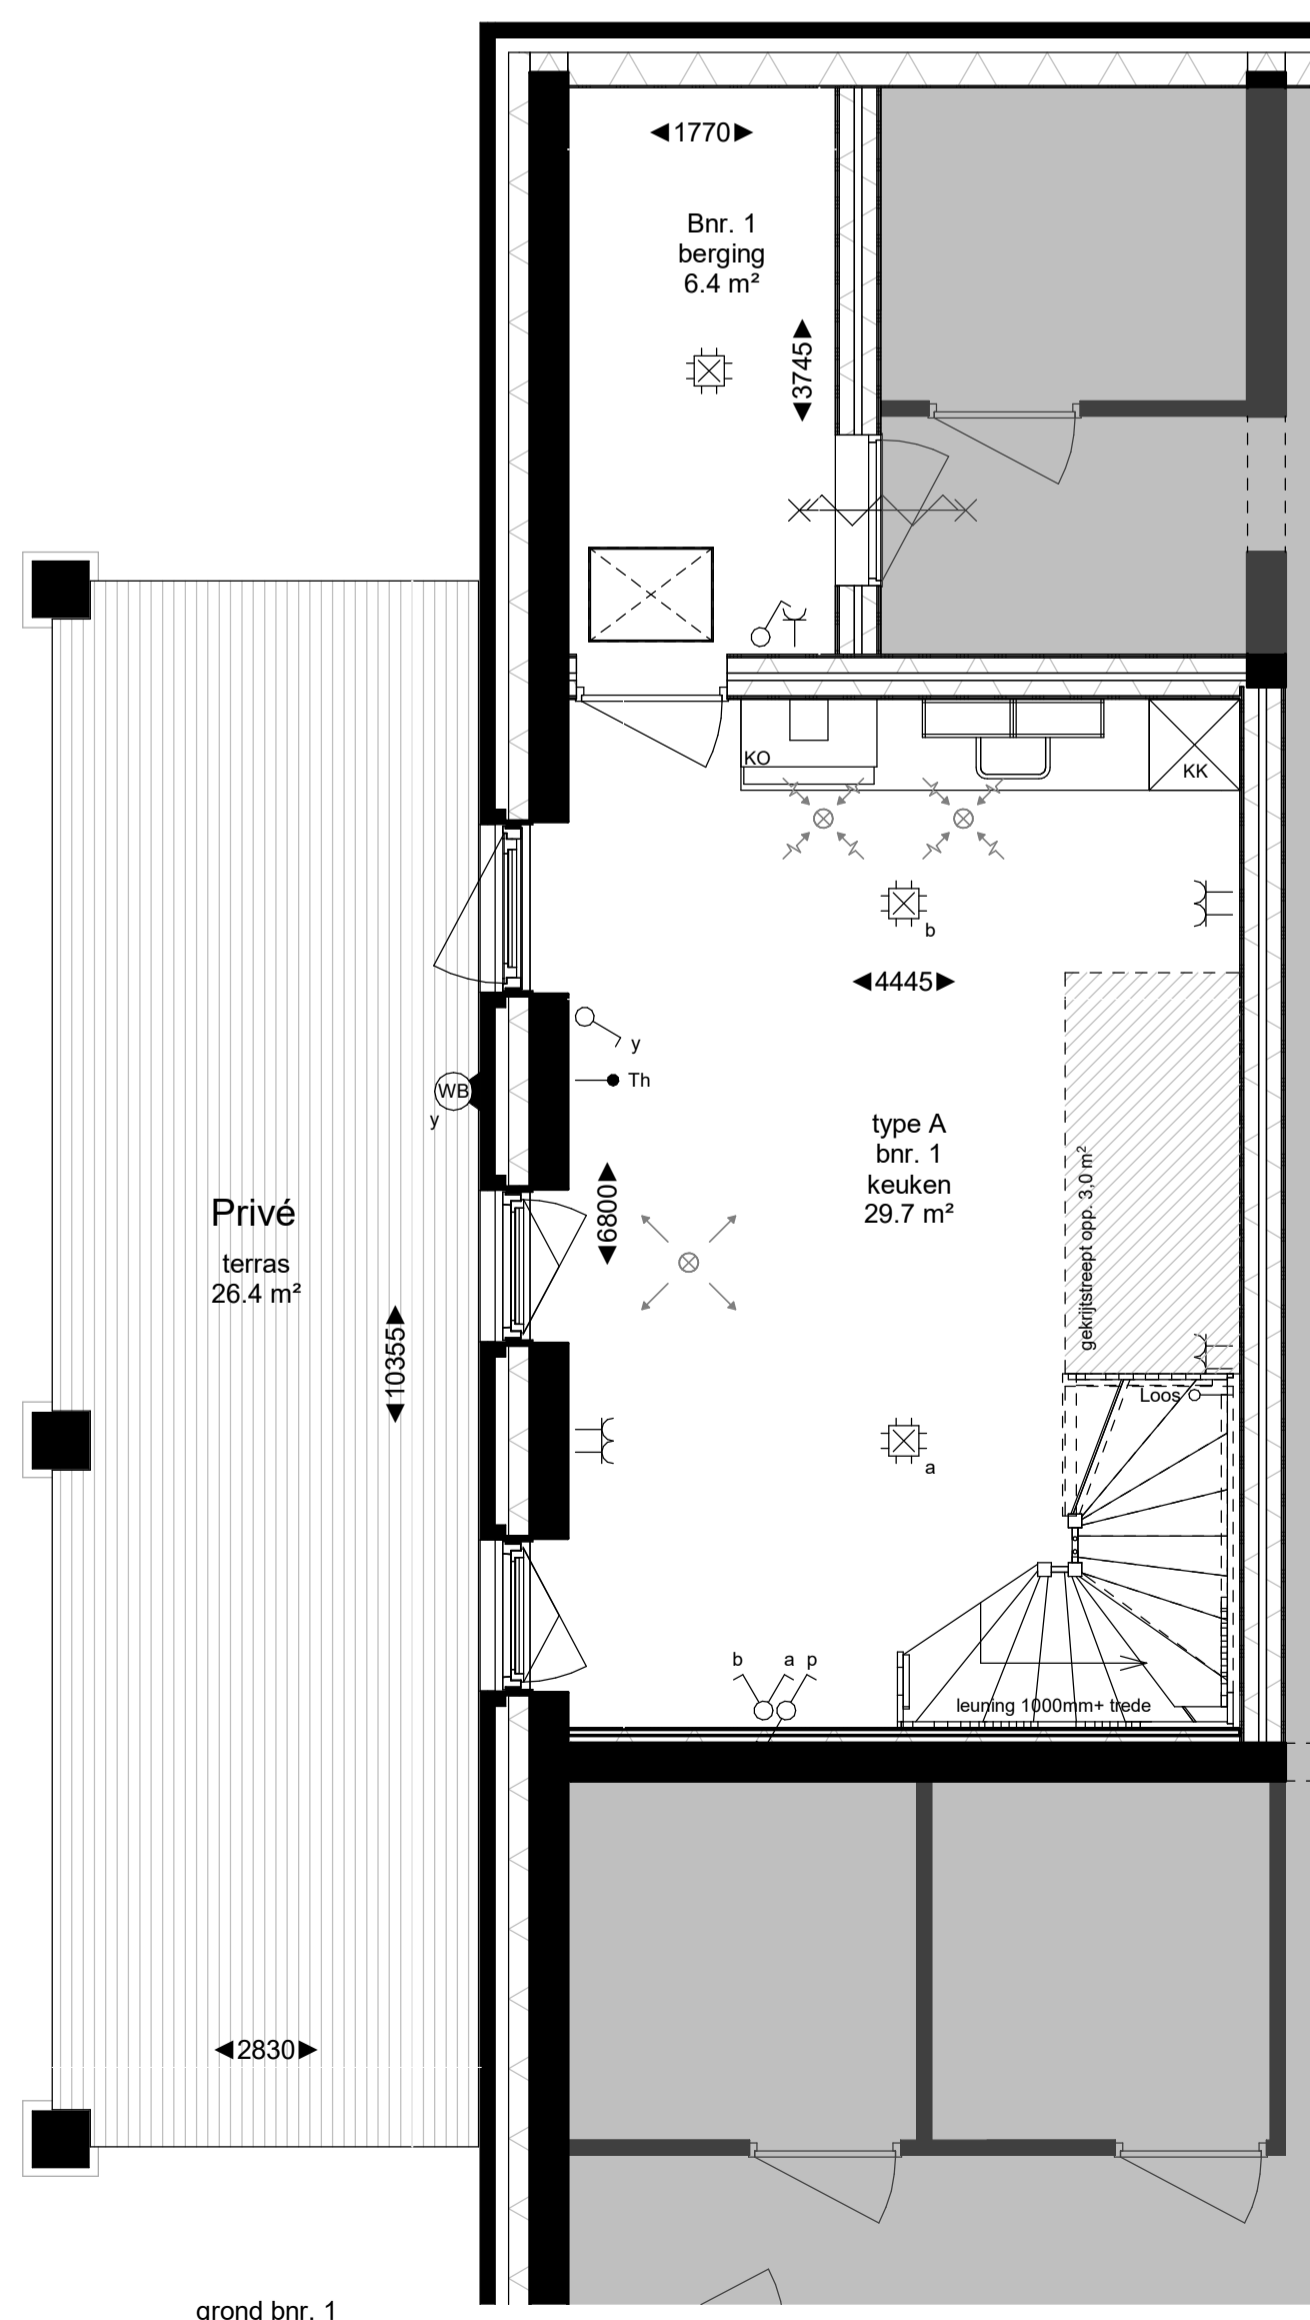 1770
Bnr. 1
berging
6.4 m²
3745
KO
KK
b
4445
y
Th
WB
y
type A
bnr. 1
keuken
29.7 m²
gekrijtstreept opp. 3,0 m²
6800
Privé
terras
26.4 m²
10355
Loos
a
b a p
leuning 1000mm+ trede
2830
grond bnr. 1